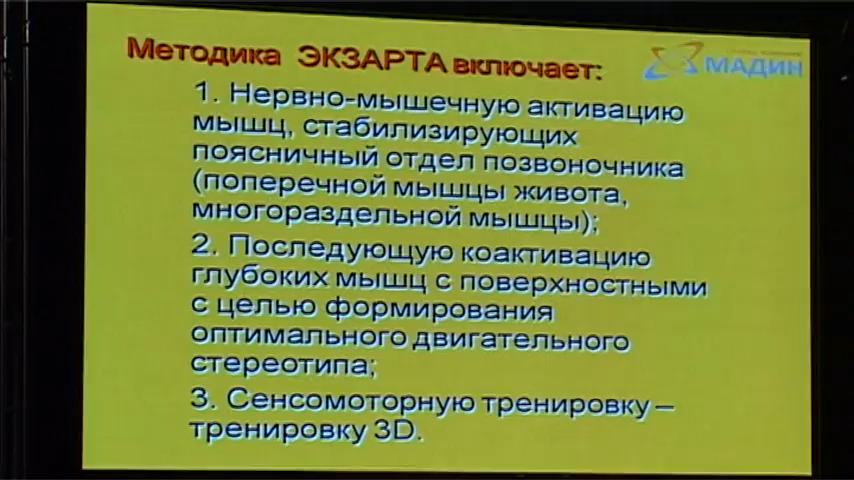 Методика ЭКЗАРТА включает:
МАДИН
1. Нервно-мышечную активацию
мышц, стабилизирующих
поясничный отдел позвоночника
(поперечной мышцы живота,
многораздельной мышцы);
2. Последующую коактивацию
глубоких мышц с поверхностными
с целью формирования
оптимального двигательного
стереотипа;
3. Сенсомоторную тренировку –
тренировку 3D.